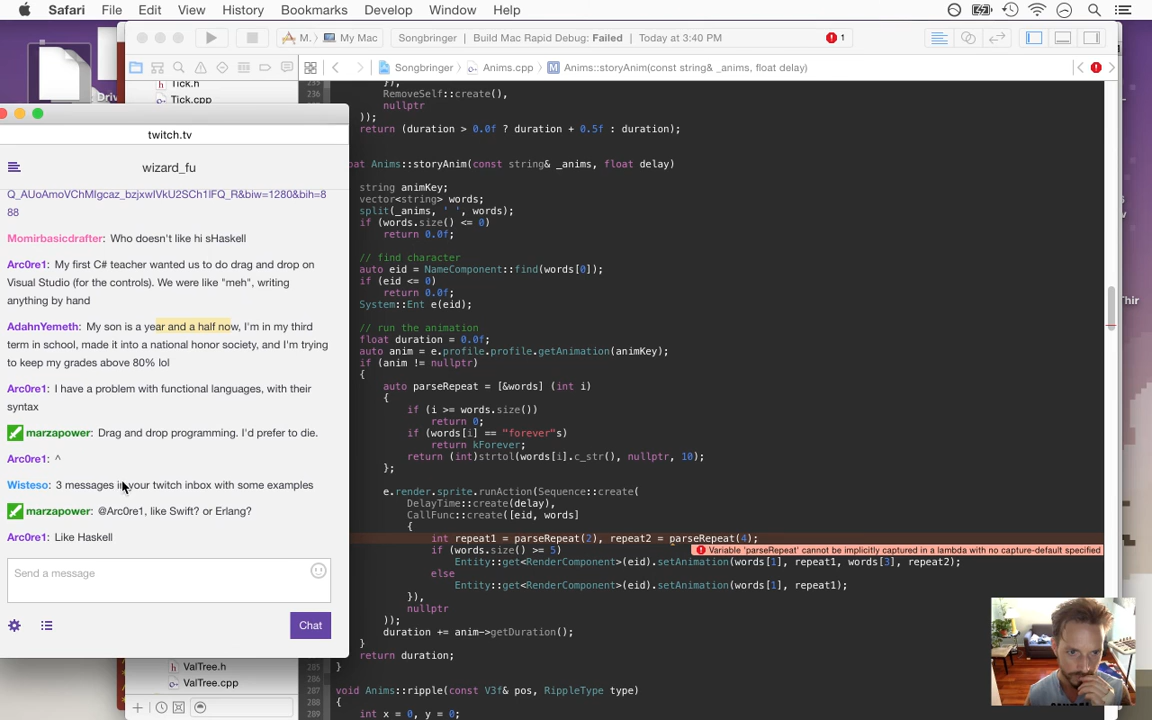 Safari File Edit View History Bookmarks Develop Window Help
M. My Mac Songbringer | Build Mac Rapid Debug: Failed | Today at 3:40 PM 1
Songbringer Anims.cpp Anims::storyAnim(const string& _anims, float delay)
Tick.h
Tick.cpp
twitch.tv
wizard_fu
Q_AUoAmoVChMIgcaz_bzjxwIVkU2SCh1lFQ_R&biw=1280&bih=8
88
Momirbasicdrafter: Who doesn't like hi sHaskell
Arc0re1: My first C# teacher wanted us to do drag and drop on
Visual Studio (for the controls). We were like "meh", writing
anything by hand
AdahnYemeth: My son is a year and a half now, I'm in my third
term in school, made it into a national honor society, and I'm trying
to keep my grades above 80% lol
Arc0re1: I have a problem with functional languages, with their
syntax
marzapower: Drag and drop programming. I'd prefer to die.
Arc0re1: ^
Wisteso: 3 messages in your twitch inbox with some examples
marzapower: @Arc0re1, like Swift? or Erlang?
Arc0re1: Like Haskell
Send a message
Chat
ValTree.h
ValTree.cpp
});
236 RemoveSelf::create(),
nullptr
));
return (duration > 0.0f ? duration + 0.5f : duration);
oat Anims::storyAnim(const string& _anims, float delay)
string animKey;
vector<string> words;
split(_anims, ' ', words);
if (words.size() <= 0)
return 0.0f;
// find character
auto eid = NameComponent::find(words[0]);
if (eid <= 0)
return 0.0f;
System::Ent e(eid);
// run the animation
float duration = 0.0f;
auto anim = e.profile.profile.getAnimation(animKey);
if (anim != nullptr)
{
auto parseRepeat = [&words] (int i)
{
if (i >= words.size())
return 0;
if (words[i] == "forever"s)
return kForever;
return (int)strtol(words[i].c_str(), nullptr, 10);
};
e.render.sprite.runAction(Sequence::create(
DelayTime::create(delay),
CallFunc::create([eid, words]
{
int repeat1 = parseRepeat(2), repeat2 = parseRepeat(4);
if (words.size() >= 5) Variable 'parseRepeat' cannot be implicitly captured in a lambda with no capture-default specified
Entity::get<RenderComponent>(eid).setAnimation(words[1], repeat1, words[3], repeat2);
else
Entity::get<RenderComponent>(eid).setAnimation(words[1], repeat1);
}),
nullptr
));
duration += anim->getDuration();
}
285 return duration;
286 }
287 void Anims::ripple(const V3f& pos, RippleType type)
288 {
289 int x = 0, y = 0;